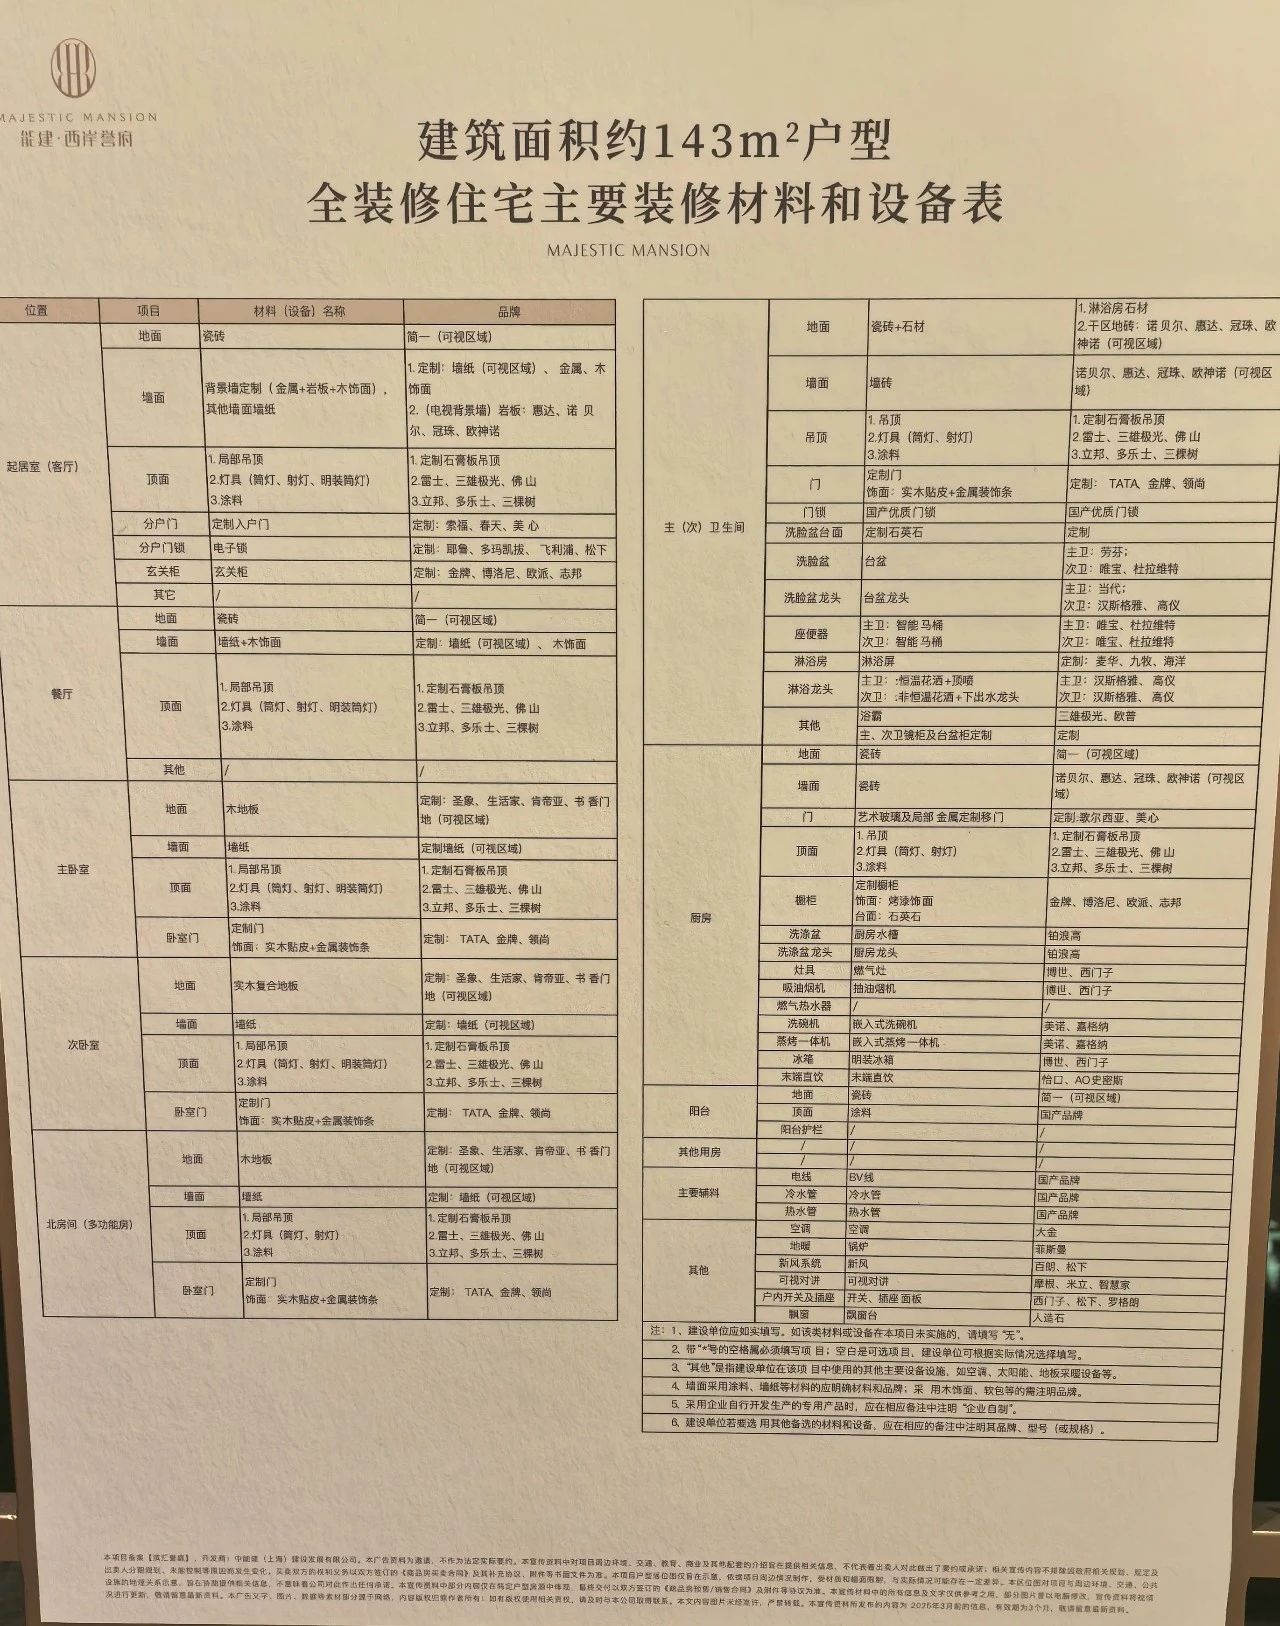 MAJESTIC MANSION
能建·西岸誉府
建筑面积约143m²户型
全装修住宅主要装修材料和设备表
MAJESTIC MANSION
位置 项目 材料（设备）名称 品牌
起居室（客厅）
地面 瓷砖 简一（可视区域）
墙面
背景墙定制（金属+岩板+木饰面），
其他墙面墙纸
1.定制：墙纸（可视区域）、金属、木
饰面
2.（电视背景墙）岩板：惠达、诺贝
尔、冠珠、欧神诺
顶面
1.局部吊顶
2.灯具（筒灯、射灯、明装筒灯）
3.涂料
1.定制石膏板吊顶
2.雷士、三雄极光、佛山
3.立邦、多乐士、三棵树
分户门 定制入户门 定制：索福、春天、美心
分户门锁 电子锁 定制：耶鲁、多玛凯拔、飞利浦、松下
玄关柜 玄关柜 定制：金牌、博洛尼、欧派、志邦
其它 / /
餐厅
地面 瓷砖 简一（可视区域）
墙面 墙纸+木饰面 定制：墙纸（可视区域）、木饰面
顶面
1.局部吊顶
2.灯具（筒灯、射灯、明装筒灯）
3.涂料
1.定制石膏板吊顶
2.雷士、三雄极光、佛山
3.立邦、多乐士、三棵树
其他 / /
主卧室
地面 木地板
定制：圣象、生活家、肯帝亚、书香门
地（可视区域）
墙面 墙纸 定制墙纸（可视区域）
顶面
1.局部吊顶
2.灯具（筒灯、射灯、明装筒灯）
3.涂料
1.定制石膏板吊顶
2.雷士、三雄极光、佛山
3.立邦、多乐士、三棵树
卧室门
定制门
饰面：实木贴皮+金属装饰条
定制： TATA、金牌、领尚
次卧室
地面 实木复合地板
定制：圣象、生活家、肯帝亚、书香门
地（可视区域）
墙面 墙纸 定制：墙纸（可视区域）
顶面
1.局部吊顶
2.灯具（筒灯、射灯、明装筒灯）
3.涂料
1.定制石膏板吊顶
2.雷士、三雄极光、佛山
3.立邦、多乐士、三棵树
卧室门
定制门
饰面：实木贴皮+金属装饰条
定制： TATA、金牌、领尚
北房间（多功能房）
地面 木地板
定制：圣象、生活家、肯帝亚、书香门
地（可视区域）
墙面 墙纸 定制：墙纸（可视区域）
顶面
1.局部吊顶
2.灯具（筒灯、射灯）
3.涂料
1.定制石膏板吊顶
2.雷士、三雄极光、佛山
3.立邦、多乐士、三棵树
卧室门
定制门
饰面：实木贴皮+金属装饰条
定制： TATA、金牌、领尚
主（次）卫生间
地面 瓷砖+石材
1.淋浴房石材
2.干区地砖：诺贝尔、惠达、冠珠、欧
神诺（可视区域）
墙面 墙砖
诺贝尔、惠达、冠珠、欧神诺（可视区
域）
吊顶
1.吊顶
2.灯具（筒灯、射灯）
3.涂料
1.定制石膏板吊顶
2.雷士、三雄极光、佛山
3.立邦、多乐士、三棵树
门
定制门
饰面：实木贴皮+金属装饰条
定制： TATA、金牌、领尚
门锁 国产优质门锁 国产优质门锁
洗脸盆台面 定制石英石 定制
洗脸盆 台盆
主卫：劳芬；
次卫：唯宝、杜拉维特
洗脸盆龙头 台盆龙头
主卫：当代；
次卫：汉斯格雅、高仪
座便器
主卫：智能马桶
次卫：智能马桶
主卫：唯宝、杜拉维特
次卫：唯宝、杜拉维特
淋浴房 淋浴屏 定制：麦华、九牧、海洋
淋浴龙头
主卫：:恒温花洒+顶喷
次卫：:非恒温花洒+下出水龙头
主卫：汉斯格雅、高仪
次卫：汉斯格雅、高仪
其他
浴霸 三雄极光、欧普
主、次卫镜柜及台盆柜定制 定制
厨房
地面 瓷砖 简一（可视区域）
墙面 瓷砖
诺贝尔、惠达、冠珠、欧神诺（可视区
域）
门 艺术玻璃及局部金属定制移门 定制:歌尔西亚、美心
顶面
1.吊顶
2.灯具（筒灯、射灯）
3.涂料
1.定制石膏板吊顶
2.雷士、三雄极光、佛山
3.立邦、多乐士、三棵树
橱柜
定制橱柜
饰面：烤漆饰面
台面：石英石
金牌、博洛尼、欧派、志邦
洗涤盆 厨房水槽 铂浪高
洗涤盆龙头 厨房龙头 铂浪高
灶具 燃气灶 博世、西门子
吸油烟机 抽油烟机 博世、西门子
燃气热水器 / /
洗碗机 嵌入式洗碗机 美诺、嘉格纳
蒸烤一体机 嵌入式蒸烤一体机 美诺、嘉格纳
冰箱 明装冰箱 博世、西门子
末端直饮 末端直饮 怡口、AO史密斯
阳台
地面 瓷砖 简一（可视区域）
顶面 涂料 国产品牌
阳台护栏 / /
其他用房
/ / /
/ / /
主要辅料
电线 BV线 国产品牌
冷水管 冷水管 国产品牌
热水管 热水管 国产品牌
其他
空调 空调 大金
地暖 锅炉 菲斯曼
新风系统 新风 百朗、松下
可视对讲 可视对讲 摩根、米立、智慧家
户内开关及插座 开关、插座面板 西门子、松下、罗格朗
飘窗 飘窗台 人造石
注：1、建设单位应如实填写。如该类材料或设备在本项目未实施的，请填写“无”。
2、带“*”号的空格属必须填写项目；空白是可选项目，建设单位可根据实际情况选择填写。
3、“其他”是指建设单位在该项目中使用的其他主要设备设施，如空调、太阳能、地板采暖设备等。
4、墙面采用涂料、墙纸等材料的应明确材料和品牌；采用木饰面、软包等的需注明品牌。
5、采用企业自行开发生产的专用产品时，应在相应备注中注明“企业自制”。
6、建设单位若要选用其他备选的材料和设备，应在相应的备注中注明其品牌、型号（或规格）。